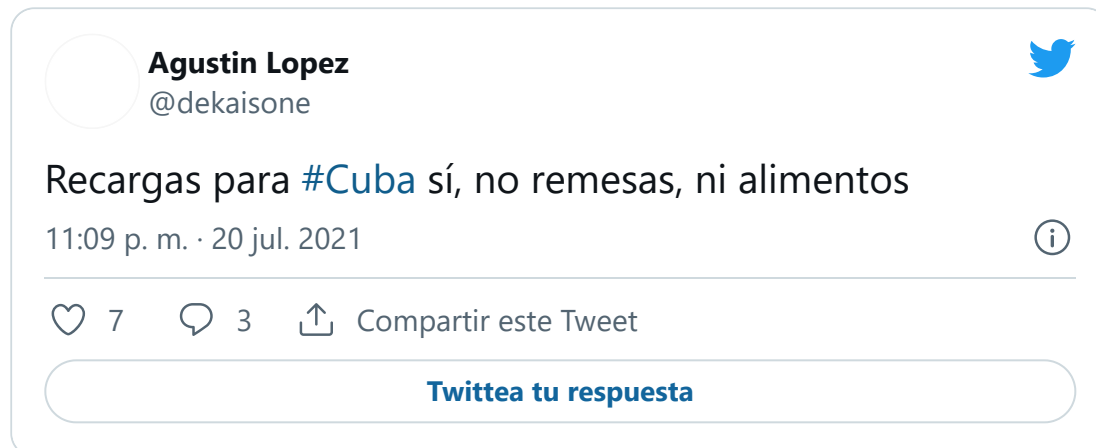 Agustin Lopez
@dekaisone
Recargas para #Cuba sí, no remesas, ni alimentos
11:09 p. m. · 20 jul. 2021
7 3 Compartir este Tweet
Twittea tu respuesta